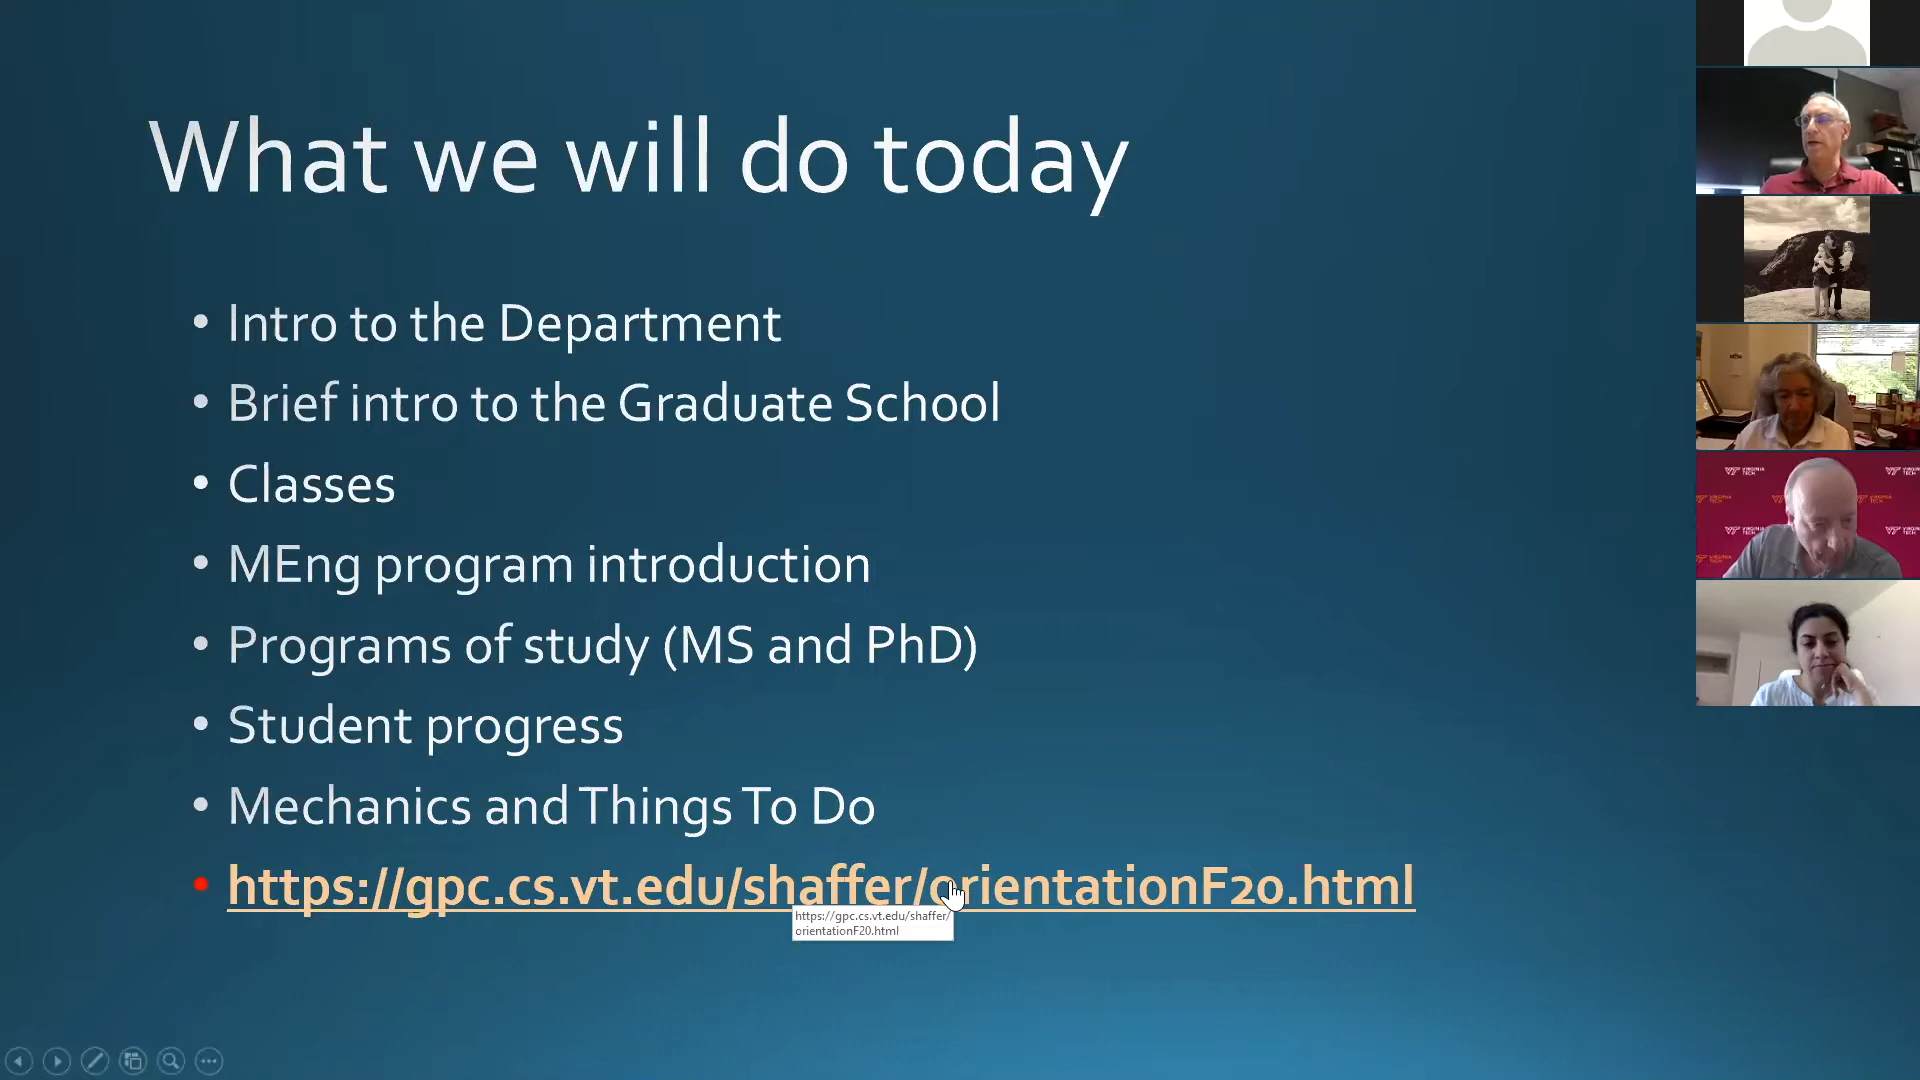 What we will do today
• Intro to the Department
• Brief intro to the Graduate School
• Classes
• MEng program introduction
• Programs of study (MS and PhD)
• Student progress
• Mechanics and Things To Do
• https://gpc.cs.vt.edu/shaffer/orientationF20.html
https://gpc.cs.vt.edu/shaffer/
orientationF20.html
VIRGINIA
TECH